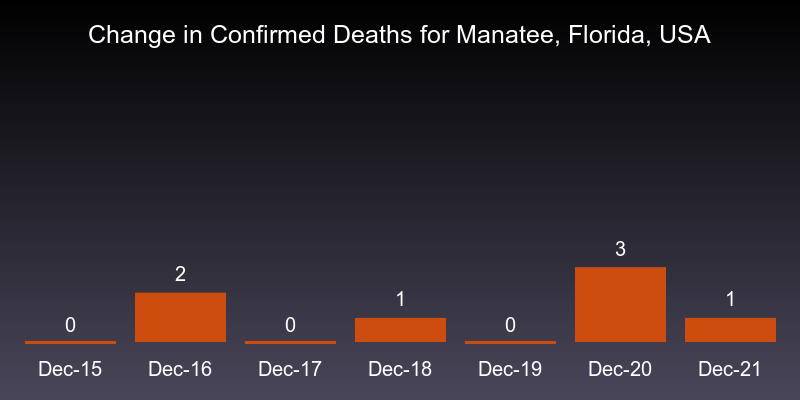 Change in Confirmed Deaths for Manatee, Florida, USA
0 2 0 1 0 3 1
Dec-15 Dec-16 Dec-17 Dec-18 Dec-19 Dec-20 Dec-21